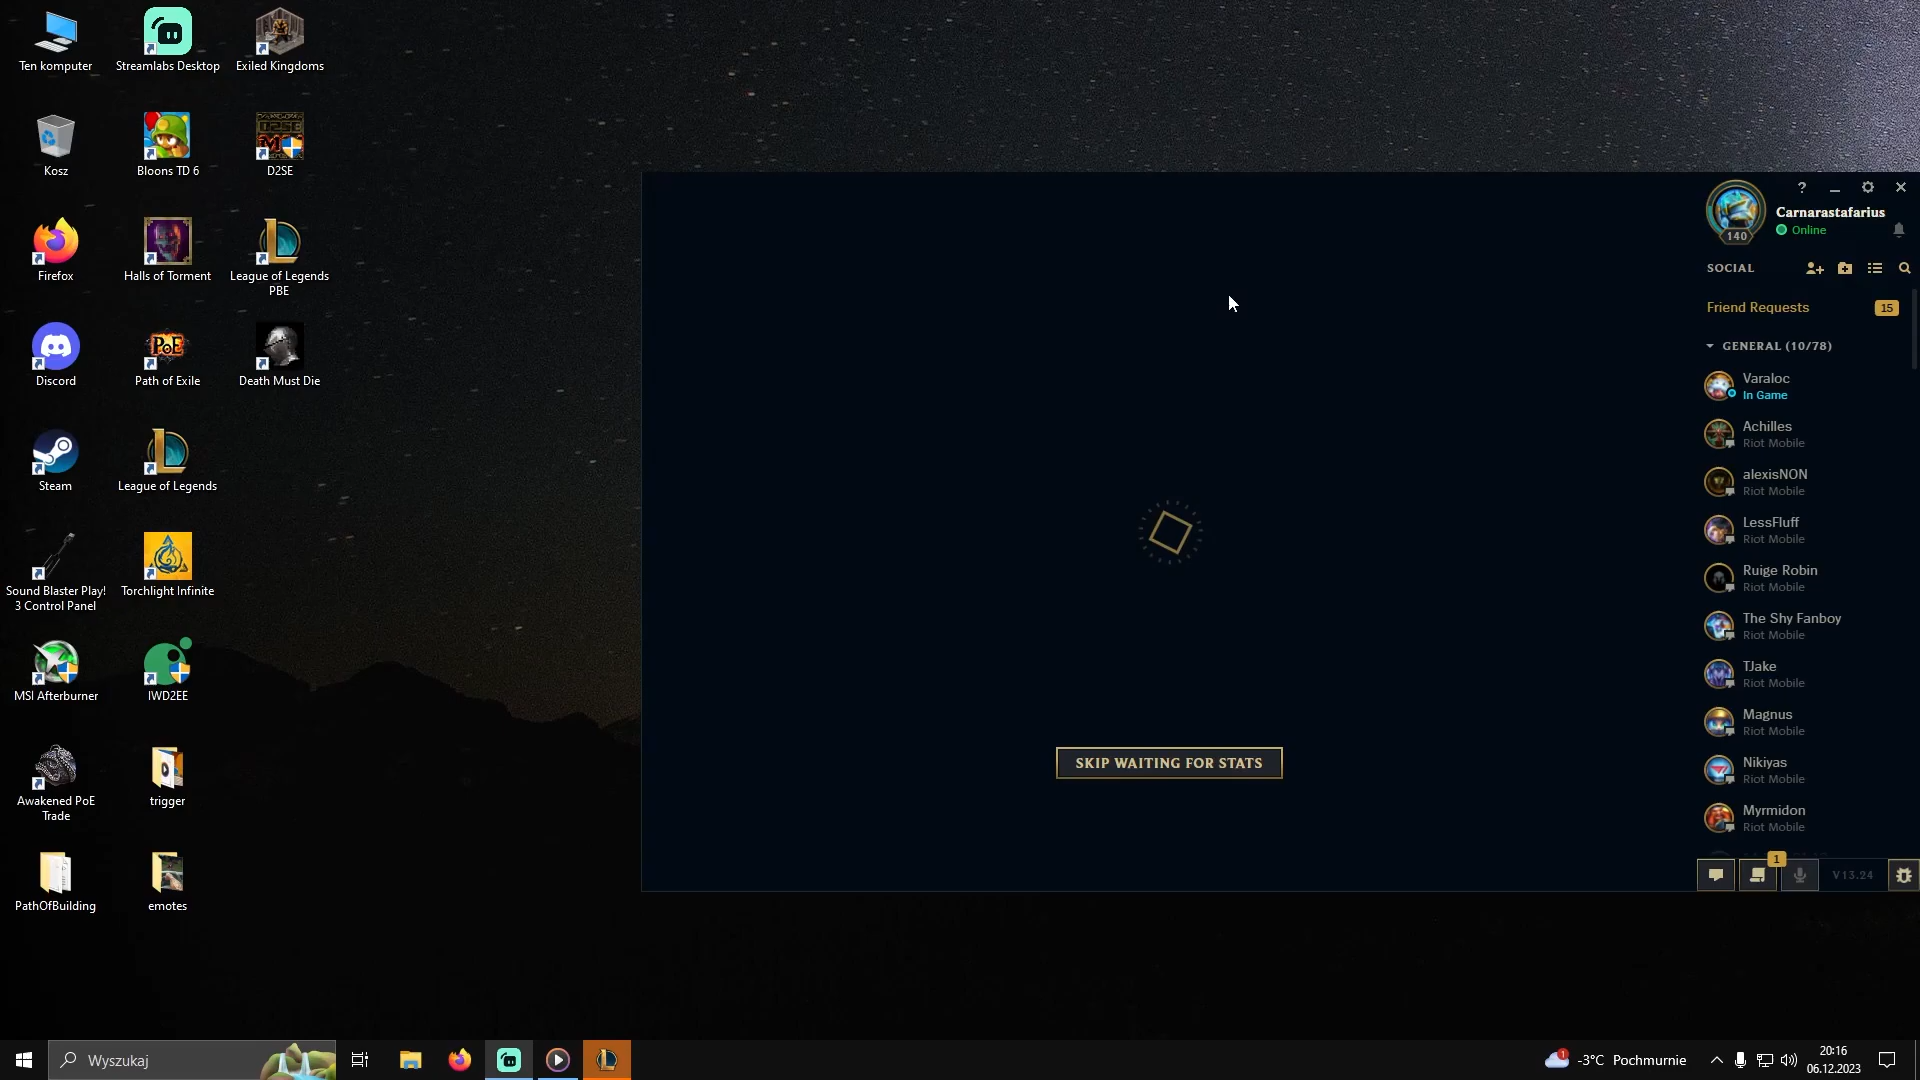 Ten komputer
Streamlabs Desktop
Exiled Kingdoms
Kosz
Bloons TD 6
D2SE
Firefox
Halls of Torment
League of Legends
PBE
Discord
Path of Exile
Death Must Die
Steam
League of Legends
Sound Blaster Play!
3 Control Panel
Torchlight Infinite
MSI Afterburner
IWD2EE
Awakened PoE
Trade
trigger
PathOfBuilding
emotes
PoE
D2SE
SKIP WAITING FOR STATS
?
140
Carnarastafarius
Online
SOCIAL
Friend Requests
15
GENERAL (10/78)
Varaloc
In Game
Achilles
Riot Mobile
alexisNON
Riot Mobile
LessFluff
Riot Mobile
Ruige Robin
Riot Mobile
The Shy Fanboy
Riot Mobile
TJake
Riot Mobile
Magnus
Riot Mobile
Nikiyas
Riot Mobile
Myrmidon
Riot Mobile
1
V13.24
Wyszukaj
1
-3°C Pochmurnie
20:16
06.12.2023